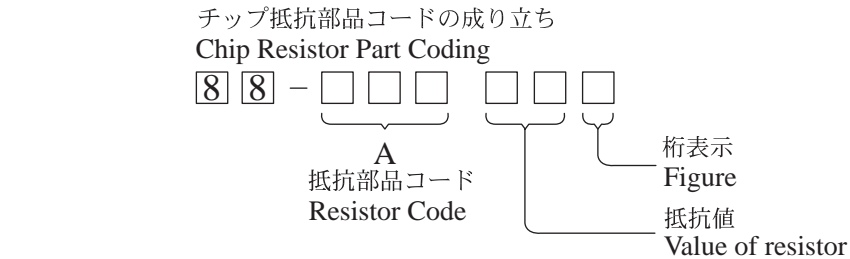 チップ抵抗部品コードの成り立ち
Chip Resistor Part Coding
8 8 − □ □ □ □ □ □
A
抵抗部品コード
Resistor Code
桁表示
Figure
抵抗値
Value of resistor